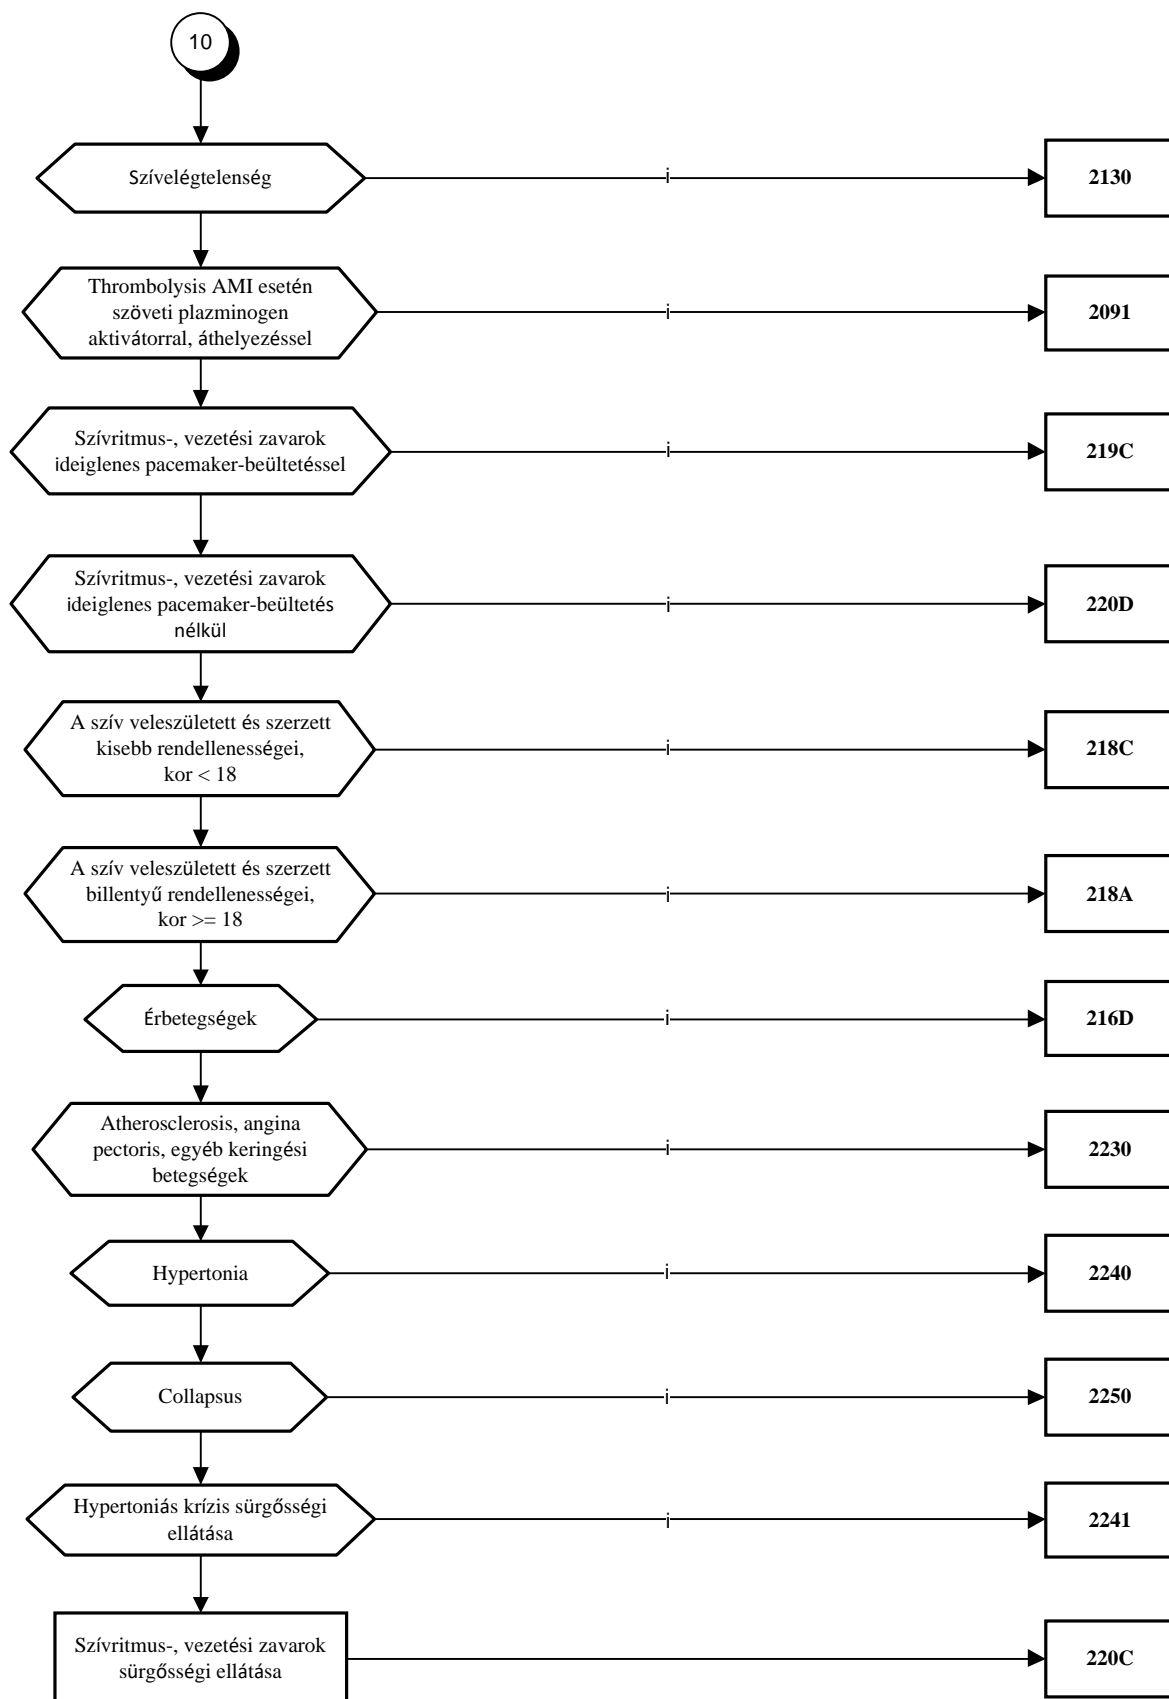 10
Szívelégtelenség
i
2130
Thrombolysis AMI esetén
szöveti plazminogen
aktivátorral, áthelyezéssel
i
2091
Szívritmus-, vezetési zavarok
ideiglenes pacemaker-beültetéssel
i
219C
Szívritmus-, vezetési zavarok
ideiglenes pacemaker-beültetés
nélkül
i
220D
A szív veleszületett és szerzett
kisebb rendellenességei,
kor < 18
i
218C
A szív veleszületett és szerzett
billentyű rendellenességei,
kor >= 18
i
218A
Érbetegségek
i
216D
Atherosclerosis, angina
pectoris, egyéb keringési
betegségek
i
2230
Hypertonia
i
2240
Collapsus
i
2250
Hypertoniás krízis sürgősségi
ellátása
i
2241
Szívritmus-, vezetési zavarok
sürgősségi ellátása
220C